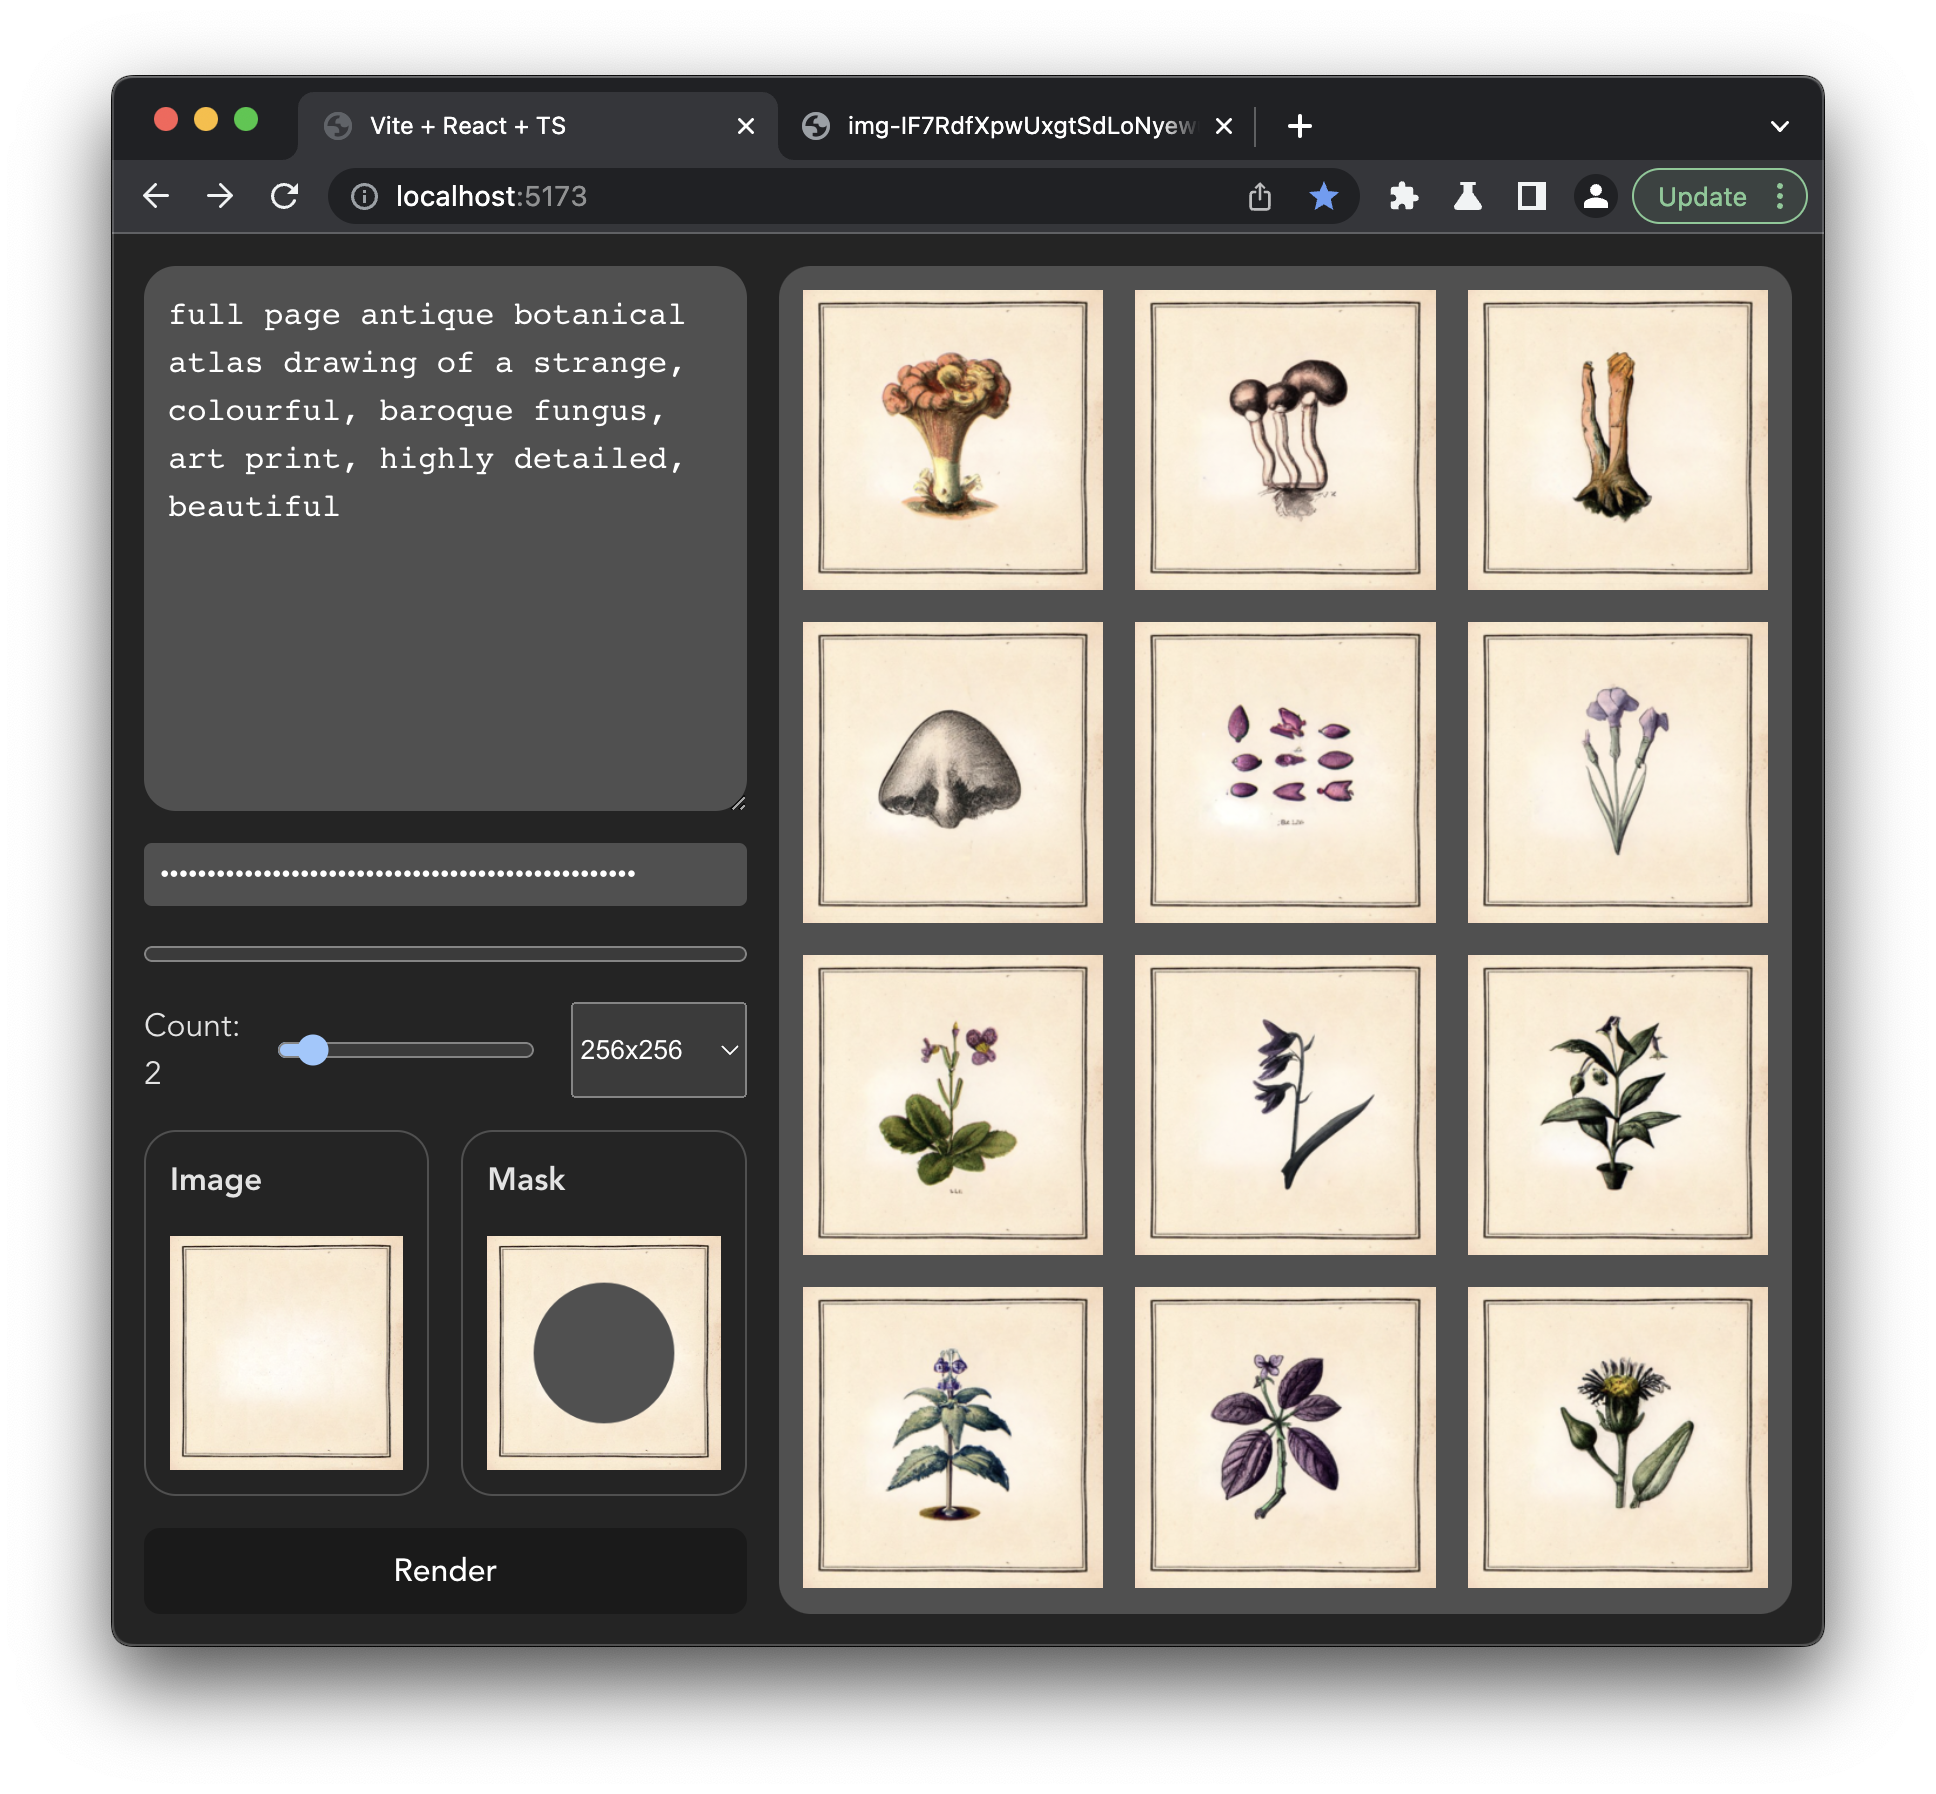 Vite + React + TS
img-IF7RdfXpwUxgtSdLoNyew
localhost:5173
Update
full page antique botanical
atlas drawing of a strange,
colourful, baroque fungus,
art print, highly detailed,
beautiful
Count:
2
256x256
Image
Mask
Render